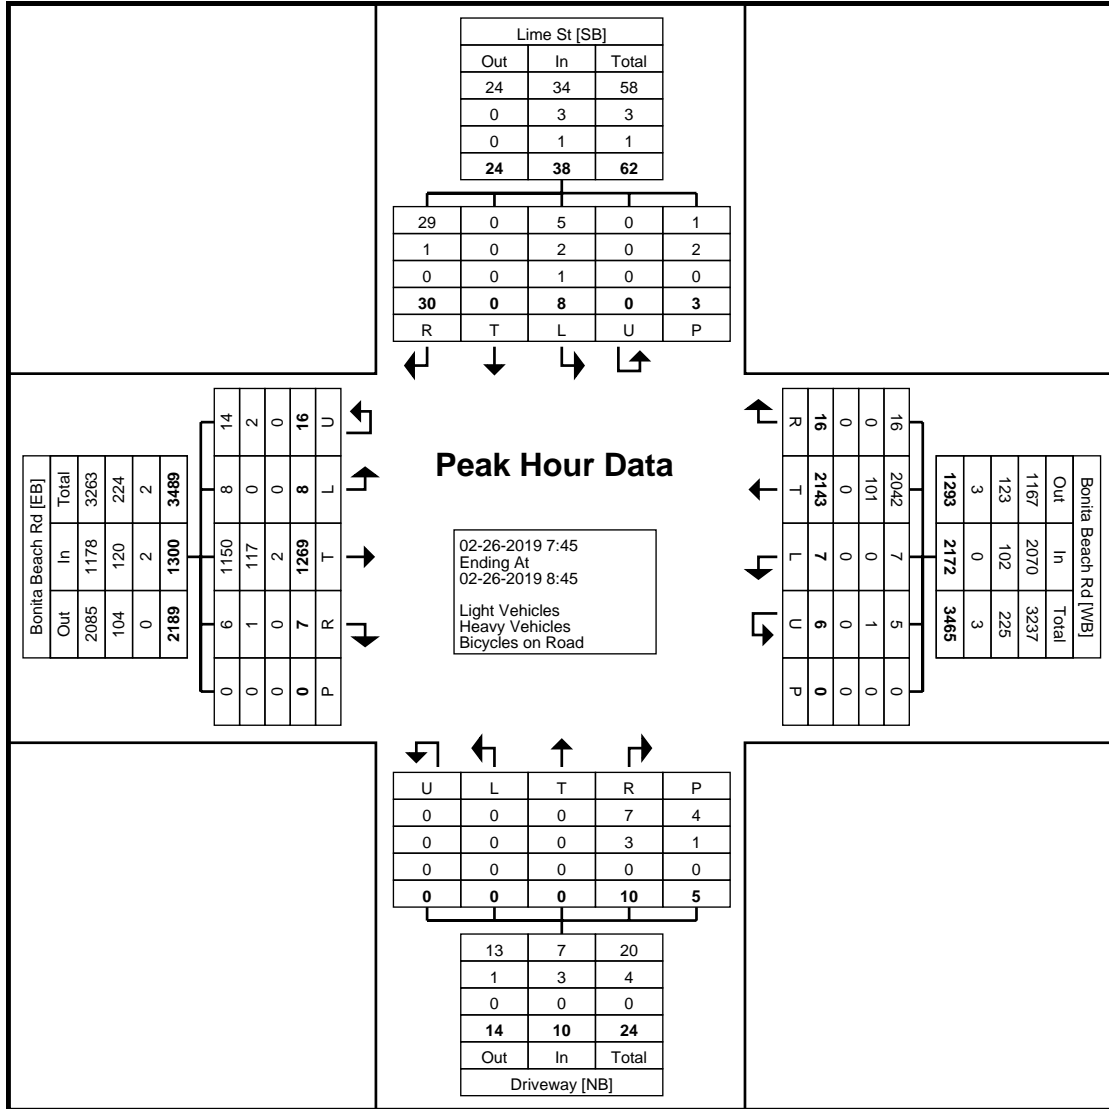 Lime St [SB]
Out In Total
24 34 58
0 3 3
0 1 1
24 38 62
29 0 5 0 1
1 0 2 0 2
0 0 1 0 0
30 0 8 0 3
R T L U P
Bonita Beach Rd [EB]
Total In Out
3263 1178 2085
224 120 104
2 2 0
3489 1300 2189
14 8 1150 6 0
2 0 117 1 0
0 0 2 0 0
16 8 1269 7 0
U L T R P
Peak Hour Data
02-26-2019 7:45
Ending At
02-26-2019 8:45
Light Vehicles
Heavy Vehicles
Bicycles on Road
R T L U P
16 2143 7 6 0
0 0 0 0 0
0 101 0 1 0
16 2042 7 5 0
Bonita Beach Rd [WB]
Out In Total
1167 2070 3237
123 102 225
3 0 3
1293 2172 3465
U L T R P
0 0 0 7 4
0 0 0 3 1
0 0 0 0 0
0 0 0 10 5
13 7 20
1 3 4
0 0 0
14 10 24
Out In Total
Driveway [NB]